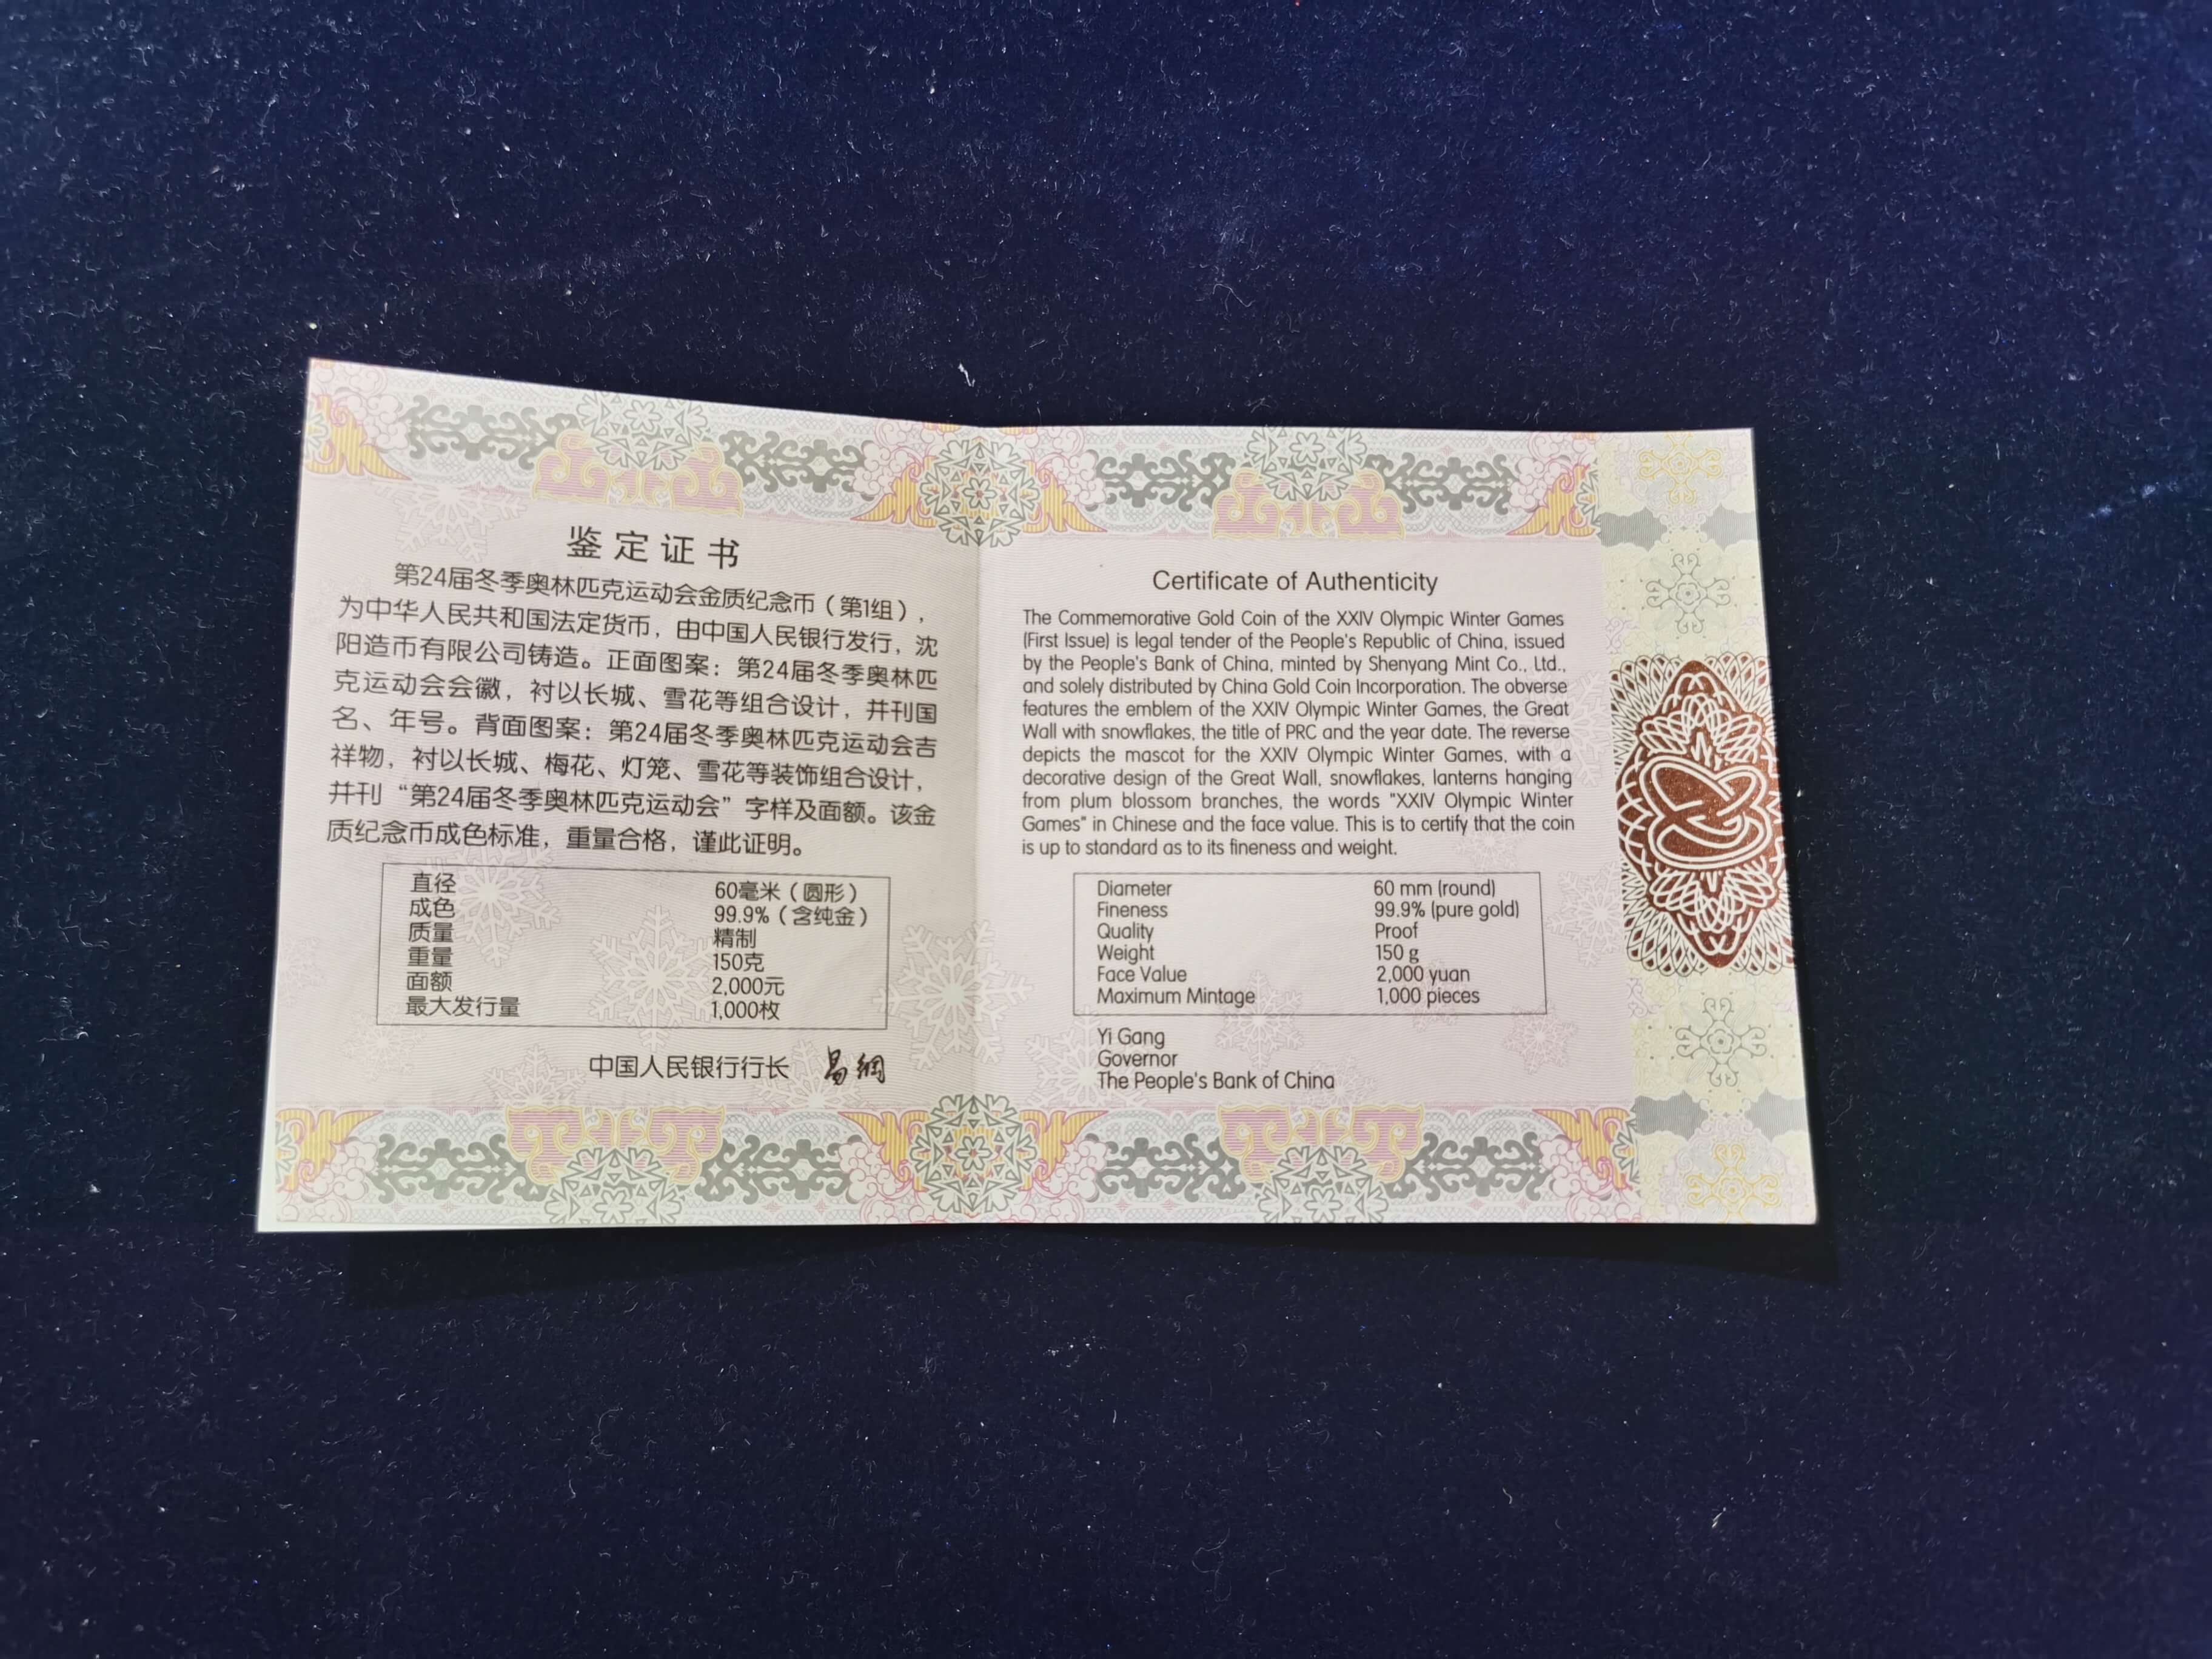 鉴定证书
第24届冬季奥林匹克运动会金质纪念币（第1组），
为中华人民共和国法定货币，由中国人民银行发行，沈
阳造币有限公司铸造。正面图案：第24届冬季奥林匹
克运动会会徽，衬以长城、雪花等组合设计，并刊国
名、年号。背面图案：第24届冬季奥林匹克运动会吉
祥物，衬以长城、梅花、灯笼、雪花等装饰组合设计，
并刊“第24届冬季奥林匹克运动会”字样及面额。该金
质纪念币成色标准，重量合格，谨此证明。
直径 60毫米（圆形）
成色 99.9%（含纯金）
质量 精制
重量 150克
面额 2,000元
最大发行量 1,000枚
中国人民银行行长 易綱
Certificate of Authenticity
The Commemorative Gold Coin of the XXIV Olympic Winter Games
(First Issue) is legal tender of the People's Republic of China, issued
by the People's Bank of China, minted by Shenyang Mint Co., Ltd.,
and solely distributed by China Gold Coin Incorporation. The obverse
features the emblem of the XXIV Olympic Winter Games, the Great
Wall with snowflakes, the title of PRC and the year date. The reverse
depicts the mascot for the XXIV Olympic Winter Games, with a
decorative design of the Great Wall, snowflakes, lanterns hanging
from plum blossom branches, the words "XXIV Olympic Winter
Games" in Chinese and the face value. This is to certify that the coin
is up to standard as to its fineness and weight.
Diameter 60 mm (round)
Fineness 99.9% (pure gold)
Quality Proof
Weight 150 g
Face Value 2,000 yuan
Maximum Mintage 1,000 pieces
Yi Gang
Governor
The People's Bank of China